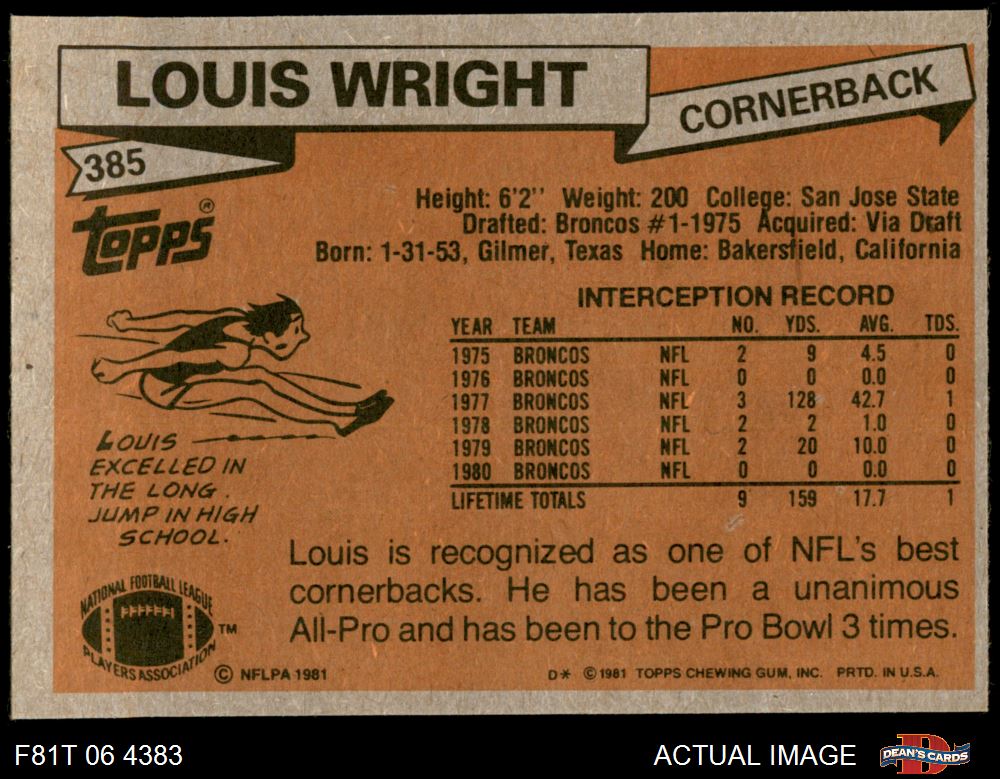 LOUIS WRIGHT
CORNERBACK
385
Topps®
Height: 6'2'' Weight: 200 College: San Jose State
Drafted: Broncos #1-1975 Acquired: Via Draft
Born: 1-31-53, Gilmer, Texas Home: Bakersfield, California
INTERCEPTION RECORD
YEAR TEAM NO. YDS. AVG. TDS.
1975 BRONCOS NFL 2 9 4.5 0
1976 BRONCOS NFL 0 0 0.0 0
1977 BRONCOS NFL 3 128 42.7 1
1978 BRONCOS NFL 2 2 1.0 0
1979 BRONCOS NFL 2 20 10.0 0
1980 BRONCOS NFL 0 0 0.0 0
LIFETIME TOTALS 9 159 17.7 1
LOUIS
EXCELLED IN
THE LONG
JUMP IN HIGH
SCHOOL.
Louis is recognized as one of NFL's best
cornerbacks. He has been a unanimous
All-Pro and has been to the Pro Bowl 3 times.
NATIONAL FOOTBALL LEAGUE
PLAYERS ASSOCIATION
TM
© NFLPA 1981
D* © 1981 TOPPS CHEWING GUM, INC. PRTD. IN U.S.A.
F81T 06 4383
ACTUAL IMAGE
D
DEAN'S CARDS